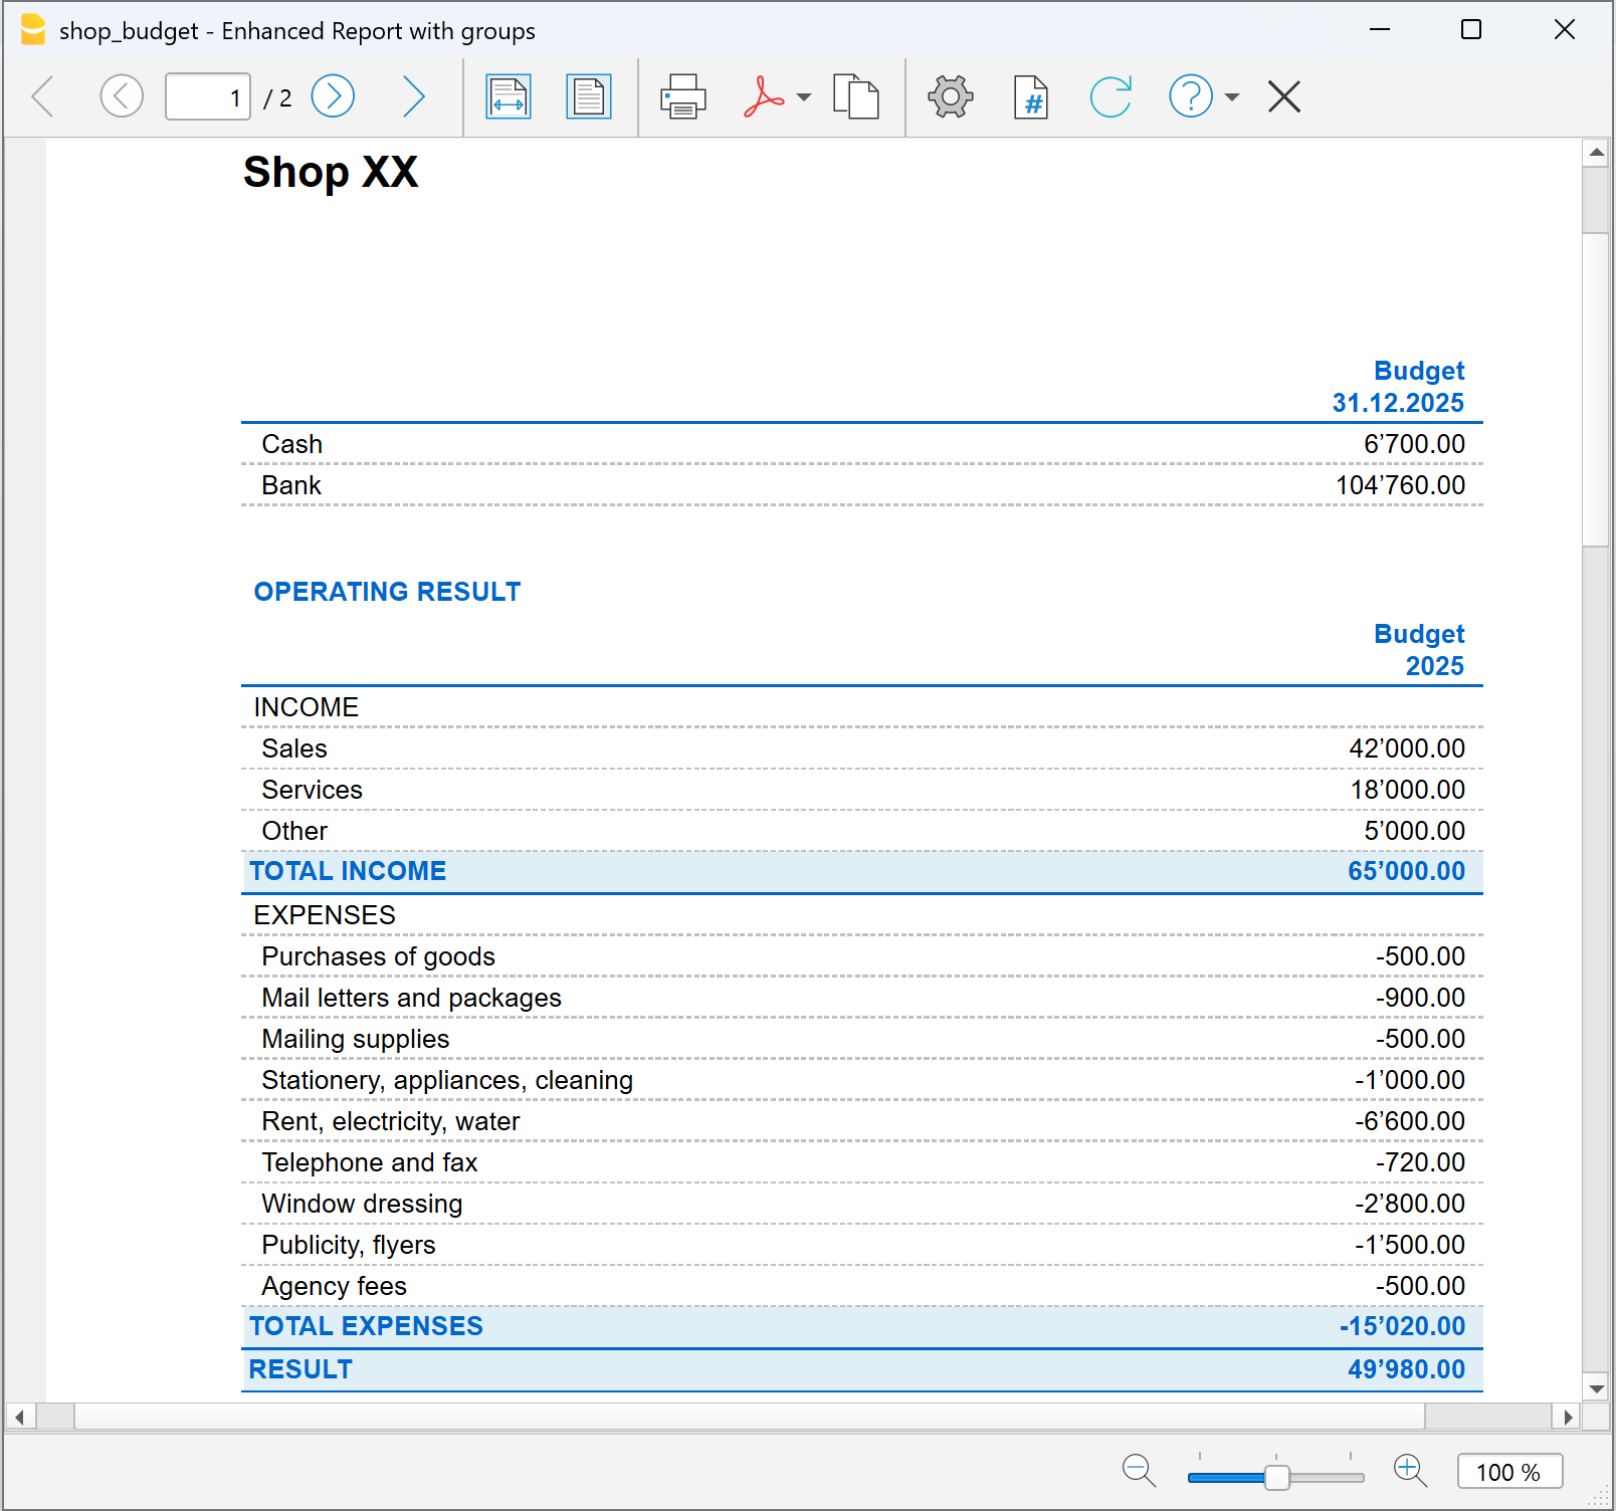 shop_budget - Enhanced Report with groups
1 / 2
#
?
Shop XX
Budget
31.12.2025
Cash 6’700.00
Bank 104’760.00
OPERATING RESULT
Budget
2025
INCOME
Sales 42’000.00
Services 18’000.00
Other 5’000.00
TOTAL INCOME 65’000.00
EXPENSES
Purchases of goods -500.00
Mail letters and packages -900.00
Mailing supplies -500.00
Stationery, appliances, cleaning -1’000.00
Rent, electricity, water -6’600.00
Telephone and fax -720.00
Window dressing -2’800.00
Publicity, flyers -1’500.00
Agency fees -500.00
TOTAL EXPENSES -15’020.00
RESULT 49’980.00
100 %